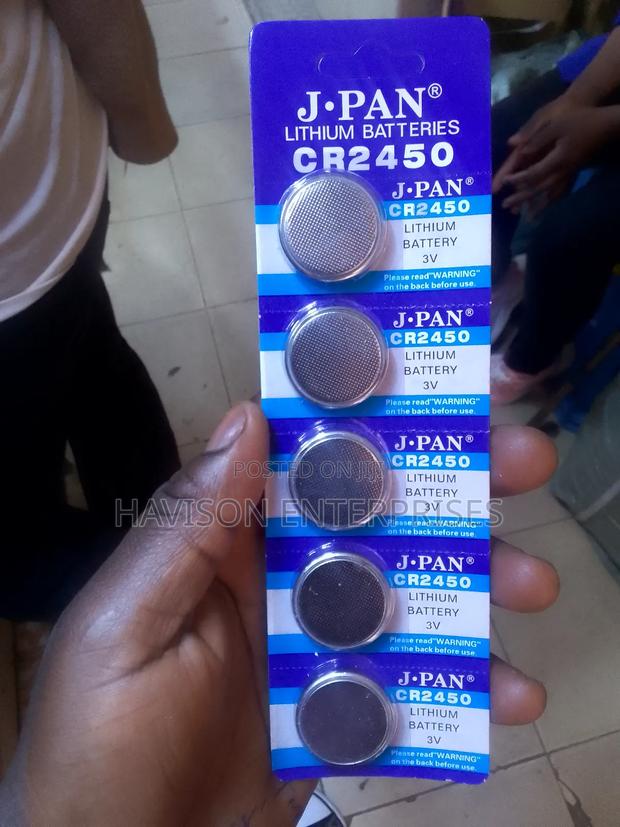 J•PAN®
LITHIUM BATTERIES
CR2450
J•PAN®
CR2450
LITHIUM
BATTERY
3V
Please read"WARNING"
on the back before use.
J•PAN®
CR2450
LITHIUM
BATTERY
3V
Please read"WARNING"
on the back before use.
J•PAN®
CR2450
LITHIUM
BATTERY
3V
Please read"WARNING"
on the back before use.
POSTED ON JIJI
HAVISON ENTERPRISES
J•PAN®
CR2450
LITHIUM
BATTERY
3V
Please read"WARNING"
on the back before use.
J•PAN®
CR2450
LITHIUM
BATTERY
3V
Please read"WARNING"
on the back before use.